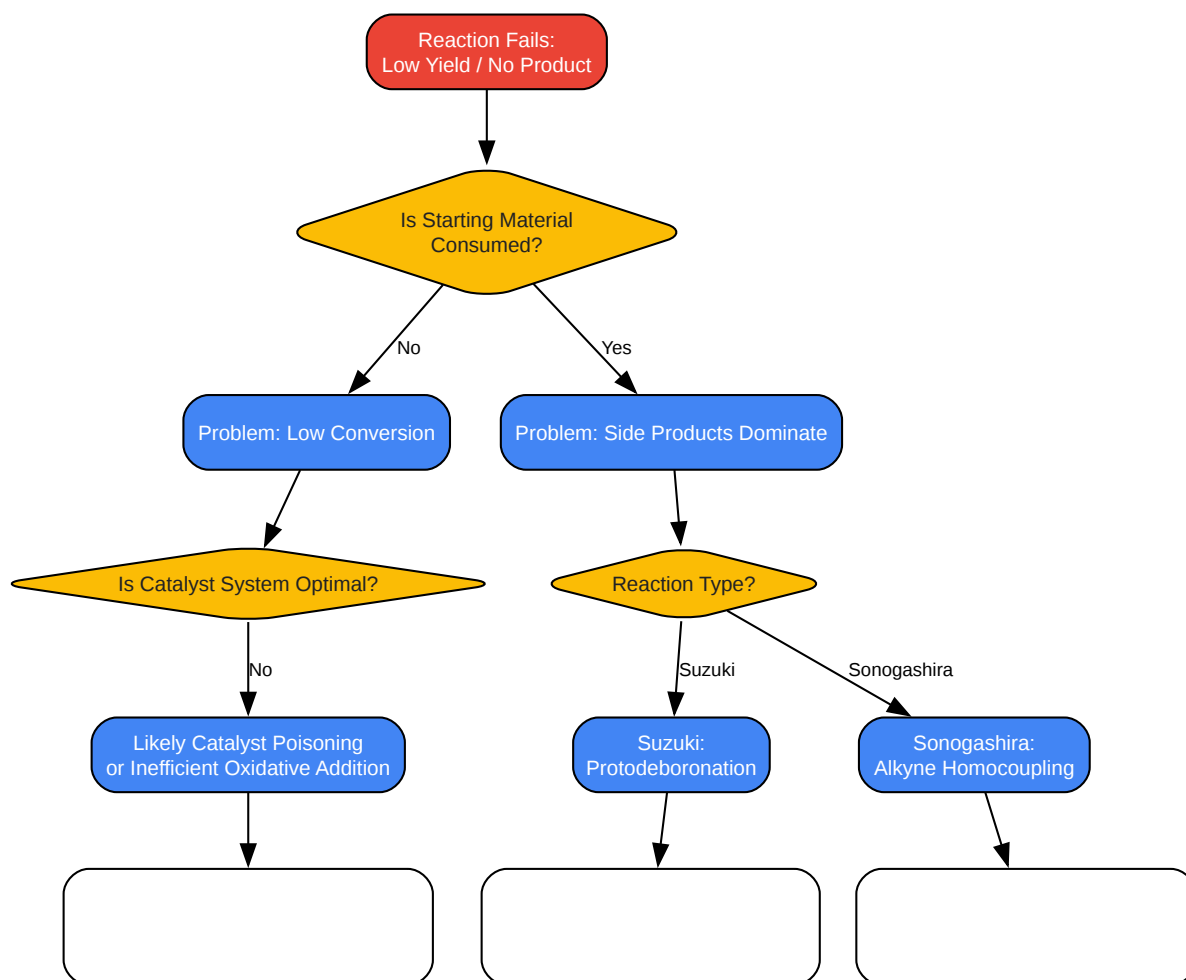 Reaction Fails:
Low Yield / No Product
Is Starting Material
Consumed?
No
Yes
Problem: Low Conversion
Problem: Side Products Dominate
Is Catalyst System Optimal?
Reaction Type?
No
Suzuki
Sonogashira
Likely Catalyst Poisoning
or Inefficient Oxidative Addition
Suzuki:
Protodeboronation
Sonogashira:
Alkyne Homocoupling